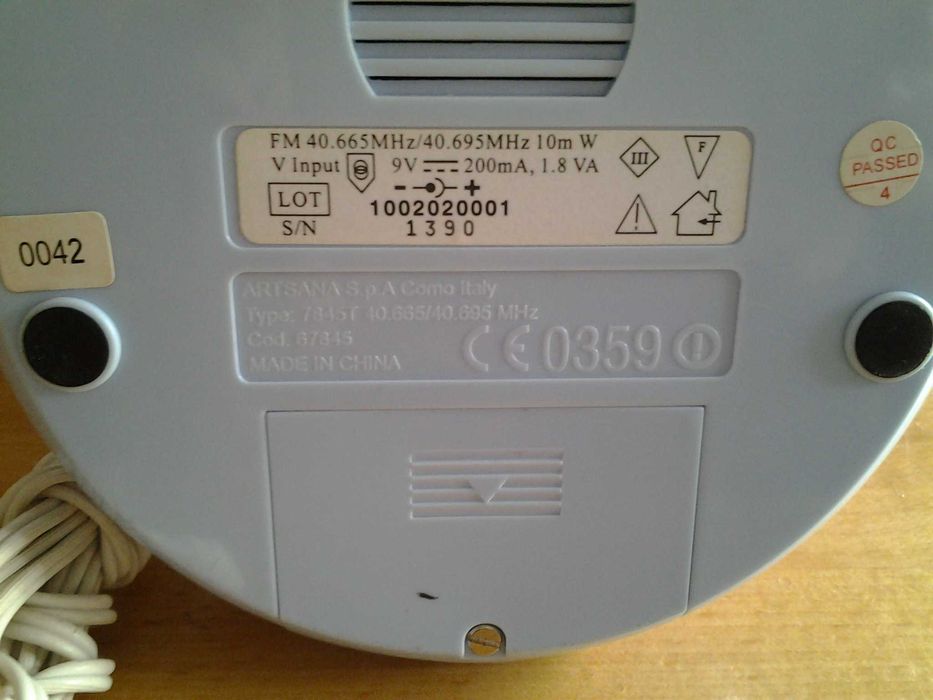 FM 40.665MHz/40.695MHz 10m W
V Input 9V 200mA, 1.8 VA
III
F
LOT 1002020001
S/N 1390
QC
PASSED
4
0042
ARTSANA S.p.A Como Italy
Type: 7845T 40.665/40.695 MHz
Cod. 67845
MADE IN CHINA
CE 0359